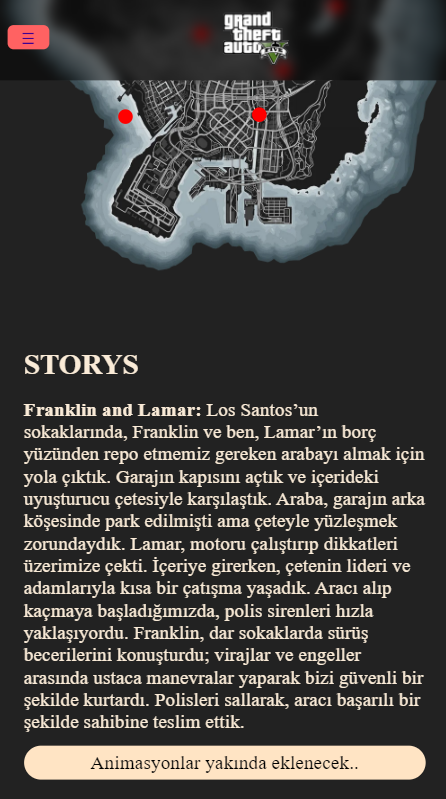 ☰
grand
theft
auto
FIVE
STORYS
Franklin and Lamar: Los Santos’un
sokaklarında, Franklin ve ben, Lamar’ın borç
yüzünden repo etmemiz gereken arabayı almak için
yola çıktık. Garajın kapısını açtık ve içerideki
uyuşturucu çetesiyle karşılaştık. Araba, garajın arka
köşesinde park edilmişti ama çeteyle yüzleşmek
zorundaydık. Lamar, motoru çalıştırıp dikkatleri
üzerimize çekti. İçeriye girerken, çetenin lideri ve
adamlarıyla kısa bir çatışma yaşadık. Aracı alıp
kaçmaya başladığımızda, polis sirenleri hızla
yaklaşıyordu. Franklin, dar sokaklarda sürüş
becerilerini konuşturdu; virajlar ve engeller
arasında ustaca manevralar yaparak bizi güvenli bir
şekilde kurtardı. Polisleri sallarak, aracı başarılı bir
şekilde sahibine teslim ettik.
Animasyonlar yakında eklenecek..